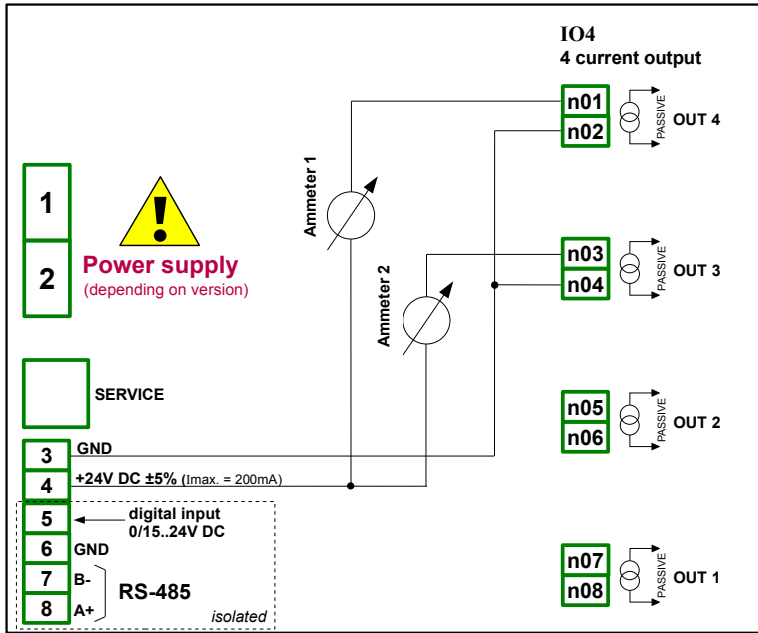 IO4
4 current output
n01
n02
PASSIVE
OUT 4
Ammeter 1
1
2
!
Power supply
(depending on version)
n03
n04
PASSIVE
OUT 3
Ammeter 2
SERVICE
n05
n06
PASSIVE
OUT 2
3 GND
4 +24V DC ±5% (Imax. = 200mA)
5 digital input
0/15..24V DC
6 GND
7 B-
RS-485
8 A+
isolated
n07
n08
PASSIVE
OUT 1